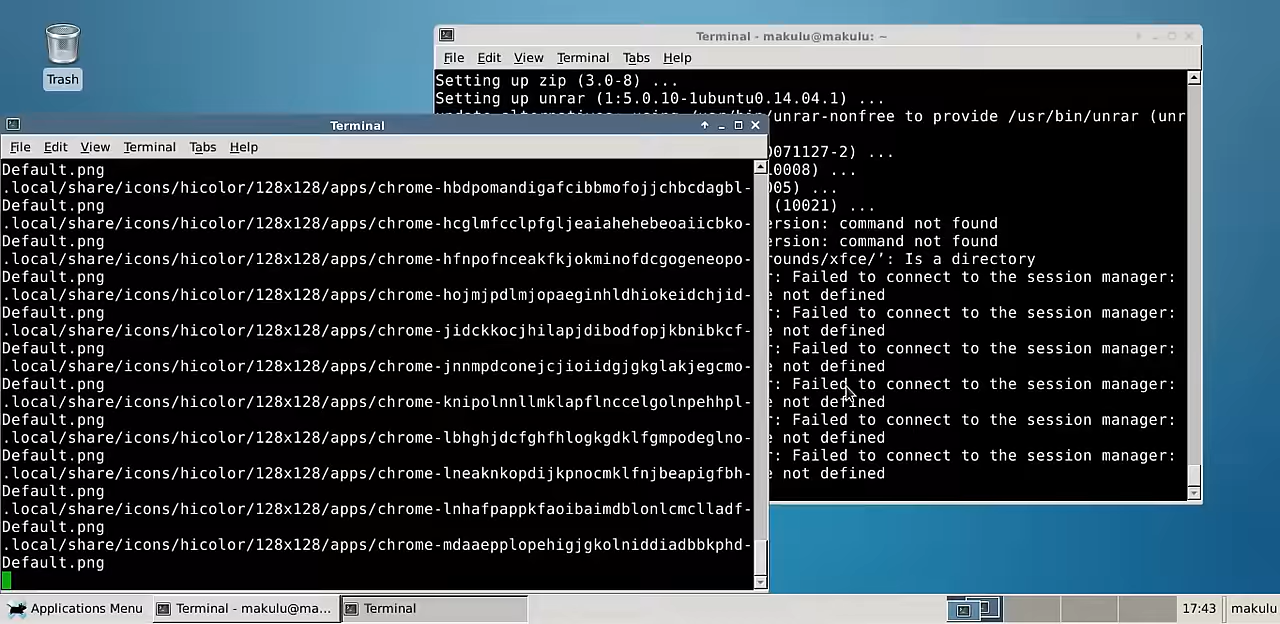 Trash
Terminal - makulu@makulu: ~
File Edit View Terminal Tabs Help
Setting up zip (3.0-8) ...
Setting up unrar (1:5.0.10-1ubuntu0.14.04.1) ...
/unrar-nonfree to provide /usr/bin/unrar (unr
0071127-2) ...
10008) ...
005) ...
(10021) ...
ersion: command not found
ersion: command not found
rounds/xfce/’: Is a directory
r: Failed to connect to the session manager:
e not defined
r: Failed to connect to the session manager:
e not defined
r: Failed to connect to the session manager:
e not defined
r: Failed to connect to the session manager:
e not defined
r: Failed to connect to the session manager:
e not defined
r: Failed to connect to the session manager:
e not defined
Terminal
File Edit View Terminal Tabs Help
Default.png
.local/share/icons/hicolor/128x128/apps/chrome-hbdpomandigafcibbmofojjchbcdagbl-
Default.png
.local/share/icons/hicolor/128x128/apps/chrome-hcglmfcclpfgljeaiahehebeoaiicbko-
Default.png
.local/share/icons/hicolor/128x128/apps/chrome-hfnpofnceakfkjokminofdcgogeneopo-
Default.png
.local/share/icons/hicolor/128x128/apps/chrome-hojmjpdlmjopaeginhldhiokeidchjid-
Default.png
.local/share/icons/hicolor/128x128/apps/chrome-jidckkocjhilapjdibodfopjkbnibkcf-
Default.png
.local/share/icons/hicolor/128x128/apps/chrome-jnnmpdconejcjioiidgjgkglakjegcmo-
Default.png
.local/share/icons/hicolor/128x128/apps/chrome-knipolnnllmklapflnccelgolnpehhpl-
Default.png
.local/share/icons/hicolor/128x128/apps/chrome-lbhghjdcfghfhlogkgdklfgmpodeglno-
Default.png
.local/share/icons/hicolor/128x128/apps/chrome-lneaknkopdijkpnocmklfnjbeapigfbh-
Default.png
.local/share/icons/hicolor/128x128/apps/chrome-lnhafpappkfaoibaimdblonlcmclladf-
Default.png
.local/share/icons/hicolor/128x128/apps/chrome-mdaaepplopehigjgkolniddiadbbkphd-
Default.png
Applications Menu Terminal - makulu@ma... Terminal 17:43 makulu